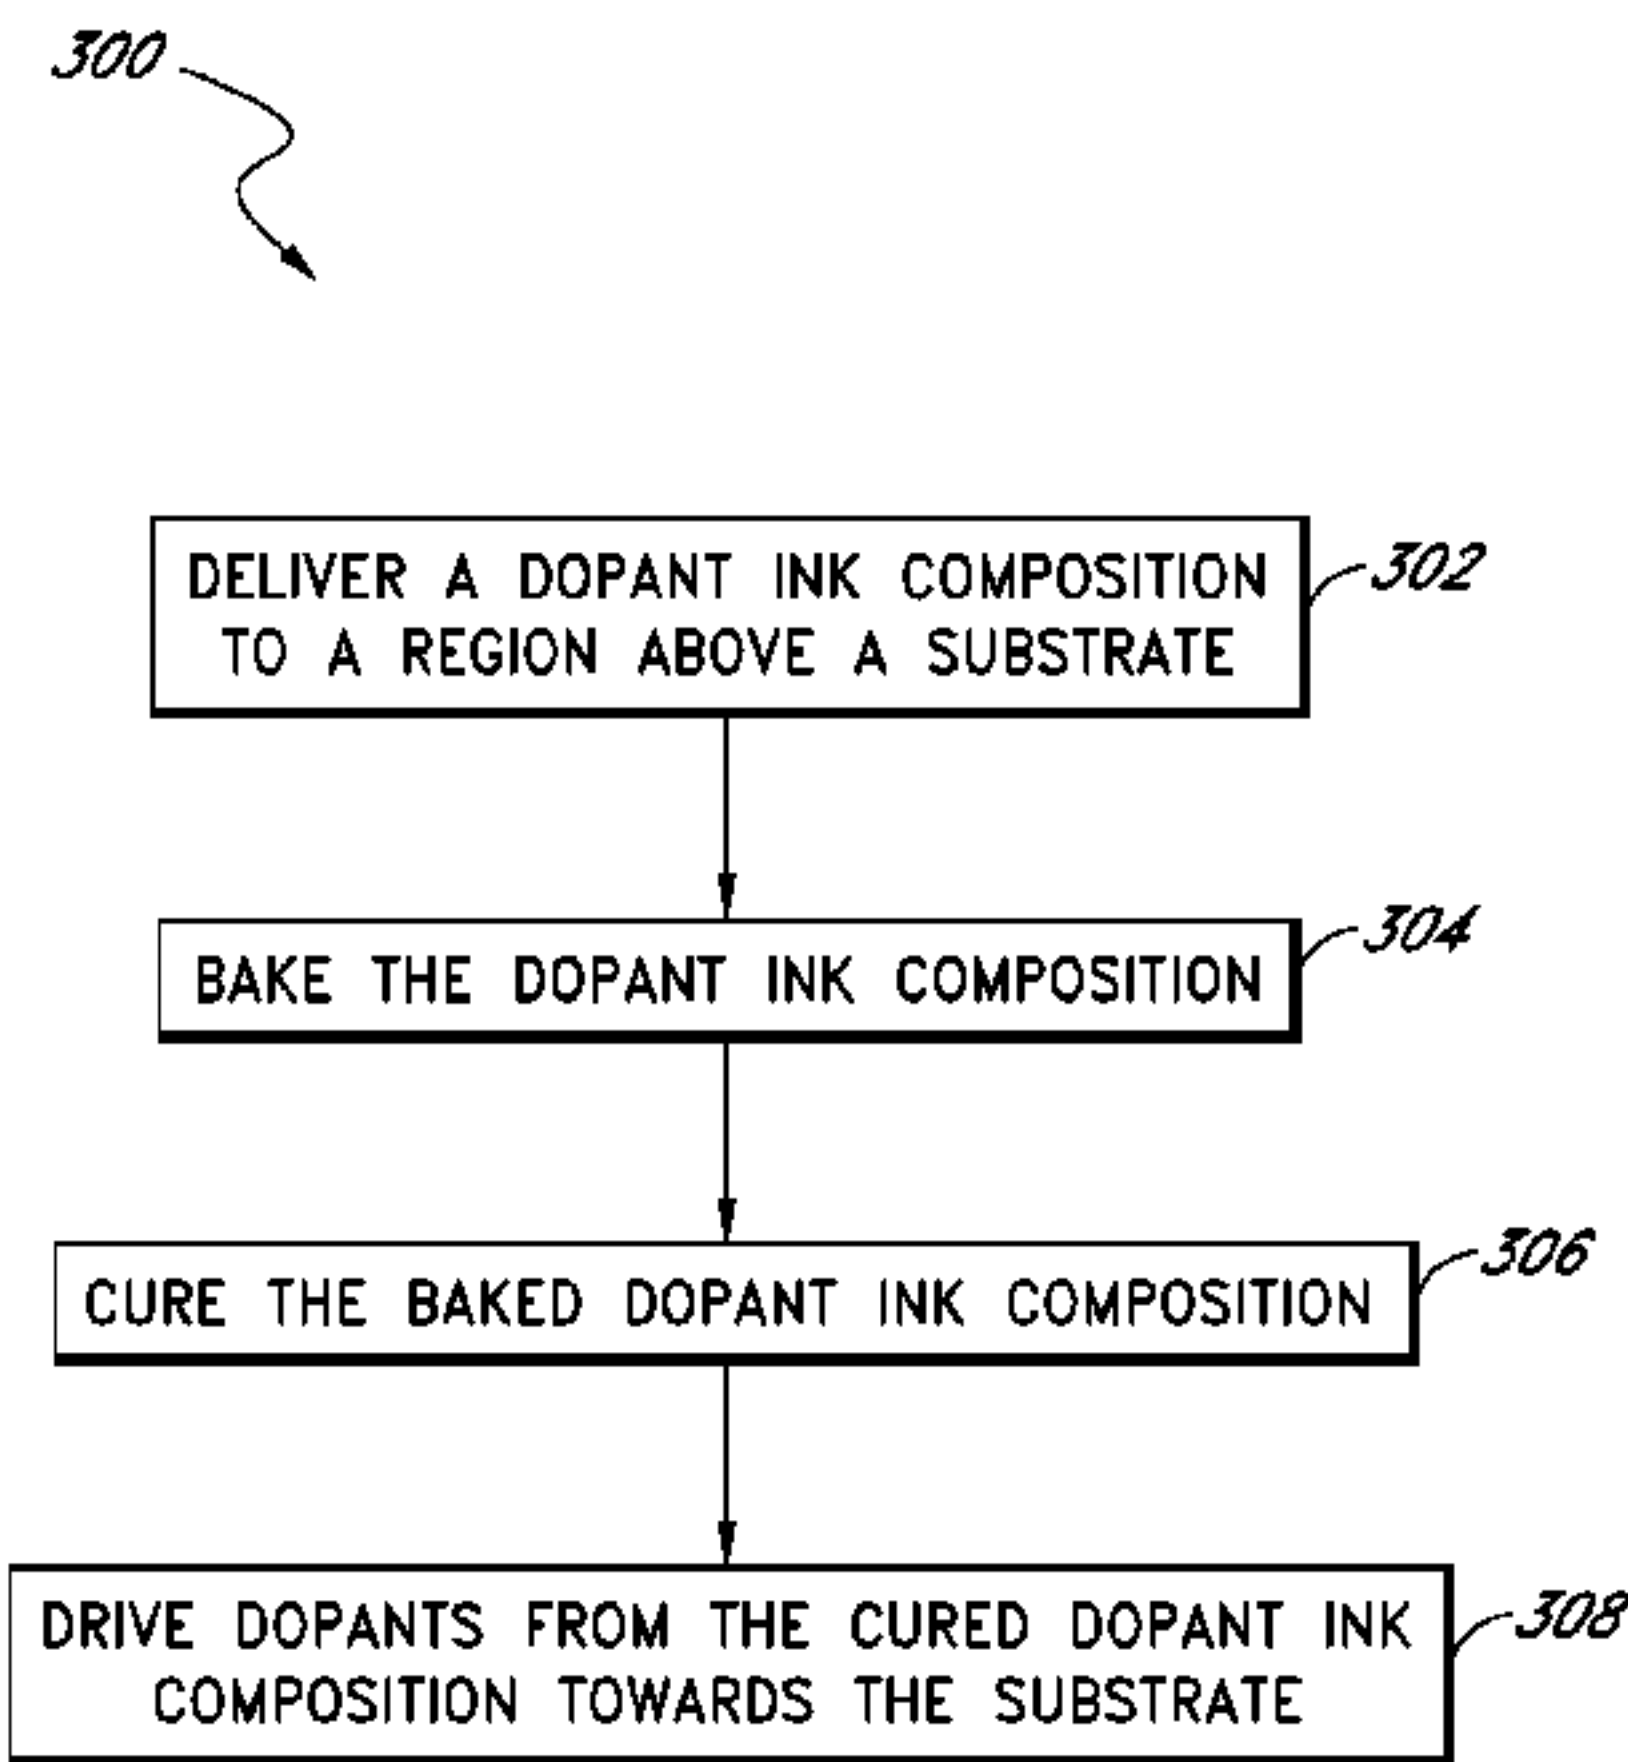 300
DELIVER A DOPANT INK COMPOSITION
TO A REGION ABOVE A SUBSTRATE
302
BAKE THE DOPANT INK COMPOSITION
304
CURE THE BAKED DOPANT INK COMPOSITION
306
DRIVE DOPANTS FROM THE CURED DOPANT INK
COMPOSITION TOWARDS THE SUBSTRATE
308